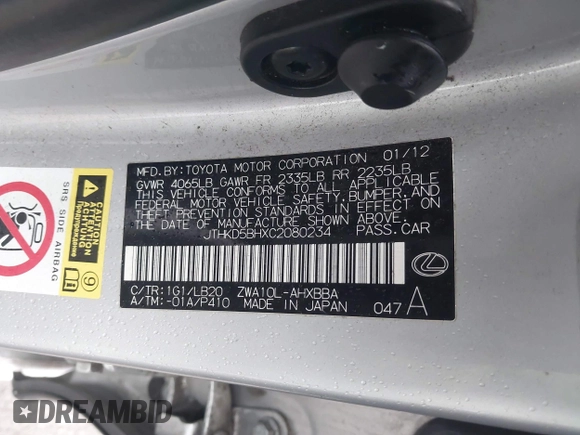 MFD. BY: TOYOTA MOTOR CORPORATION 01/12
GVWR 4065LB GAWR FR 2335LB RR 2235LB
THIS VEHICLE CONFORMS TO ALL APPLICABLE
FEDERAL MOTOR VEHICLE SAFETY, BUMPER, AND
THEFT PREVENTION STANDARDS IN EFFECT ON
THE DATE OF MANUFACTURE SHOWN ABOVE.
JTHKD5BHXC2080234 PASS. CAR
C/TR: 1G1/LB20 ZWA10L-AHXBBA
A/TM: -01A/P410 MADE IN JAPAN 047 A
SRS SIDE AIRBAG
предупреждение
9
DREAMBID